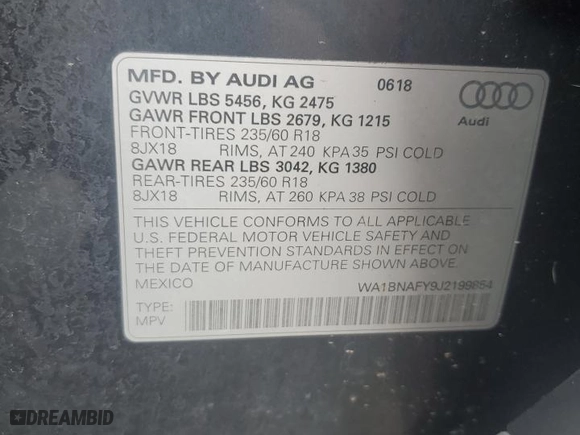 MFD. BY AUDI AG 0618
GVWR LBS 5456, KG 2475
GAWR FRONT LBS 2679, KG 1215
FRONT-TIRES 235/60 R18
8JX18 RIMS, AT 240 KPA 35 PSI COLD
GAWR REAR LBS 3042, KG 1380
REAR-TIRES 235/60 R18
8JX18 RIMS, AT 260 KPA 38 PSI COLD
Audi
THIS VEHICLE CONFORMS TO ALL APPLICABLE
U.S. FEDERAL MOTOR VEHICLE SAFETY AND
THEFT PREVENTION STANDARDS IN EFFECT ON
THE DATE OF MANUFACTURE SHOWN ABOVE.
MEXICO WA1BNAFY9J2199854
TYPE:
MPV
DREAMBID